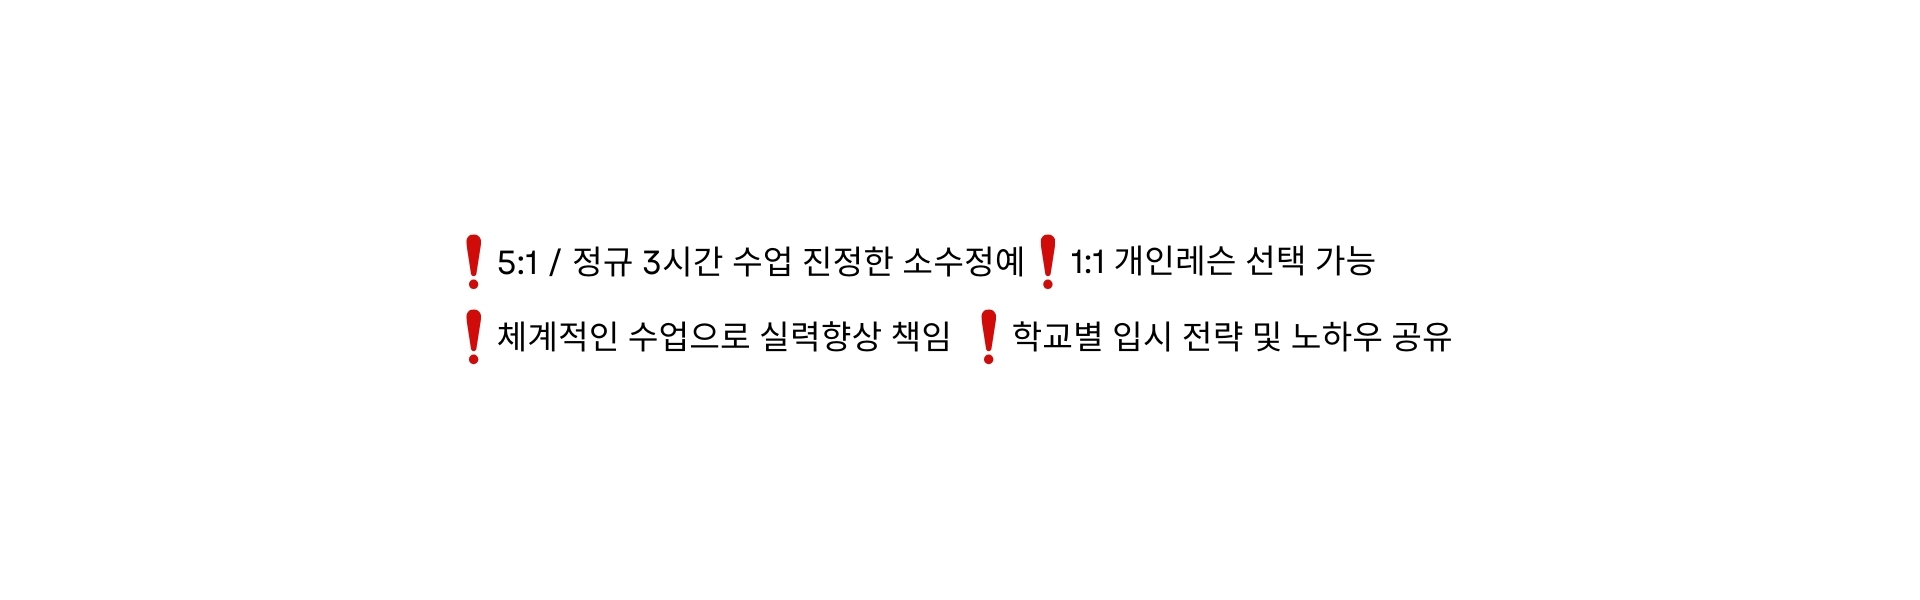 ❗5:1 / 정규 3시간 수업 진정한 소수정예 ❗1:1 개인레슨 선택 가능
❗체계적인 수업으로 실력향상 책임 ❗학교별 입시 전략 및 노하우 공유